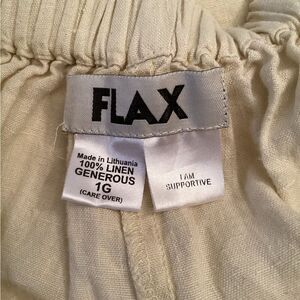 FLAX
Made in Lithuania
100% LINEN
GENEROUS
1G
(CARE OVER)
I AM
SUPPORTIVE